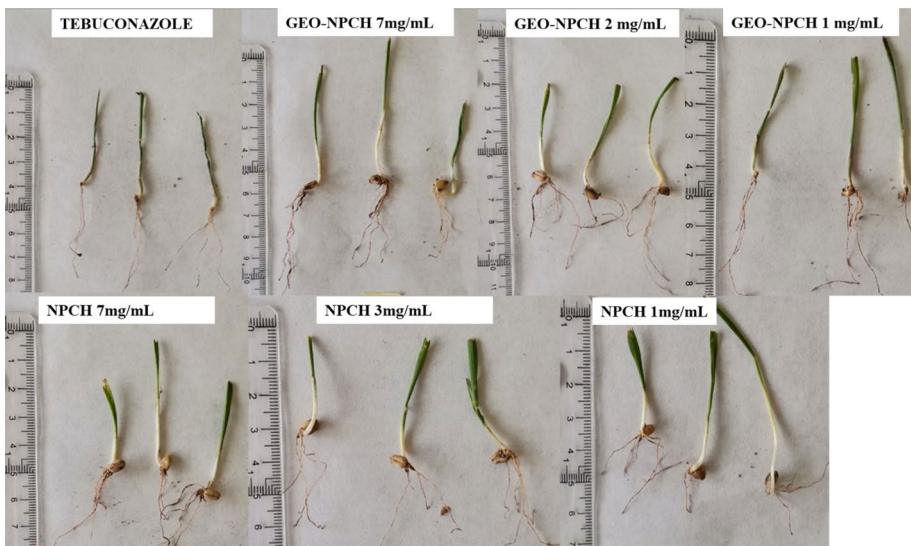 TEBUCONAZOLE
GEO-NPCH 7mg/mL
GEO-NPCH 2 mg/mL
GEO-NPCH 1 mg/mL
NPCH 7mg/mL
NPCH 3mg/mL
NPCH 1mg/mL